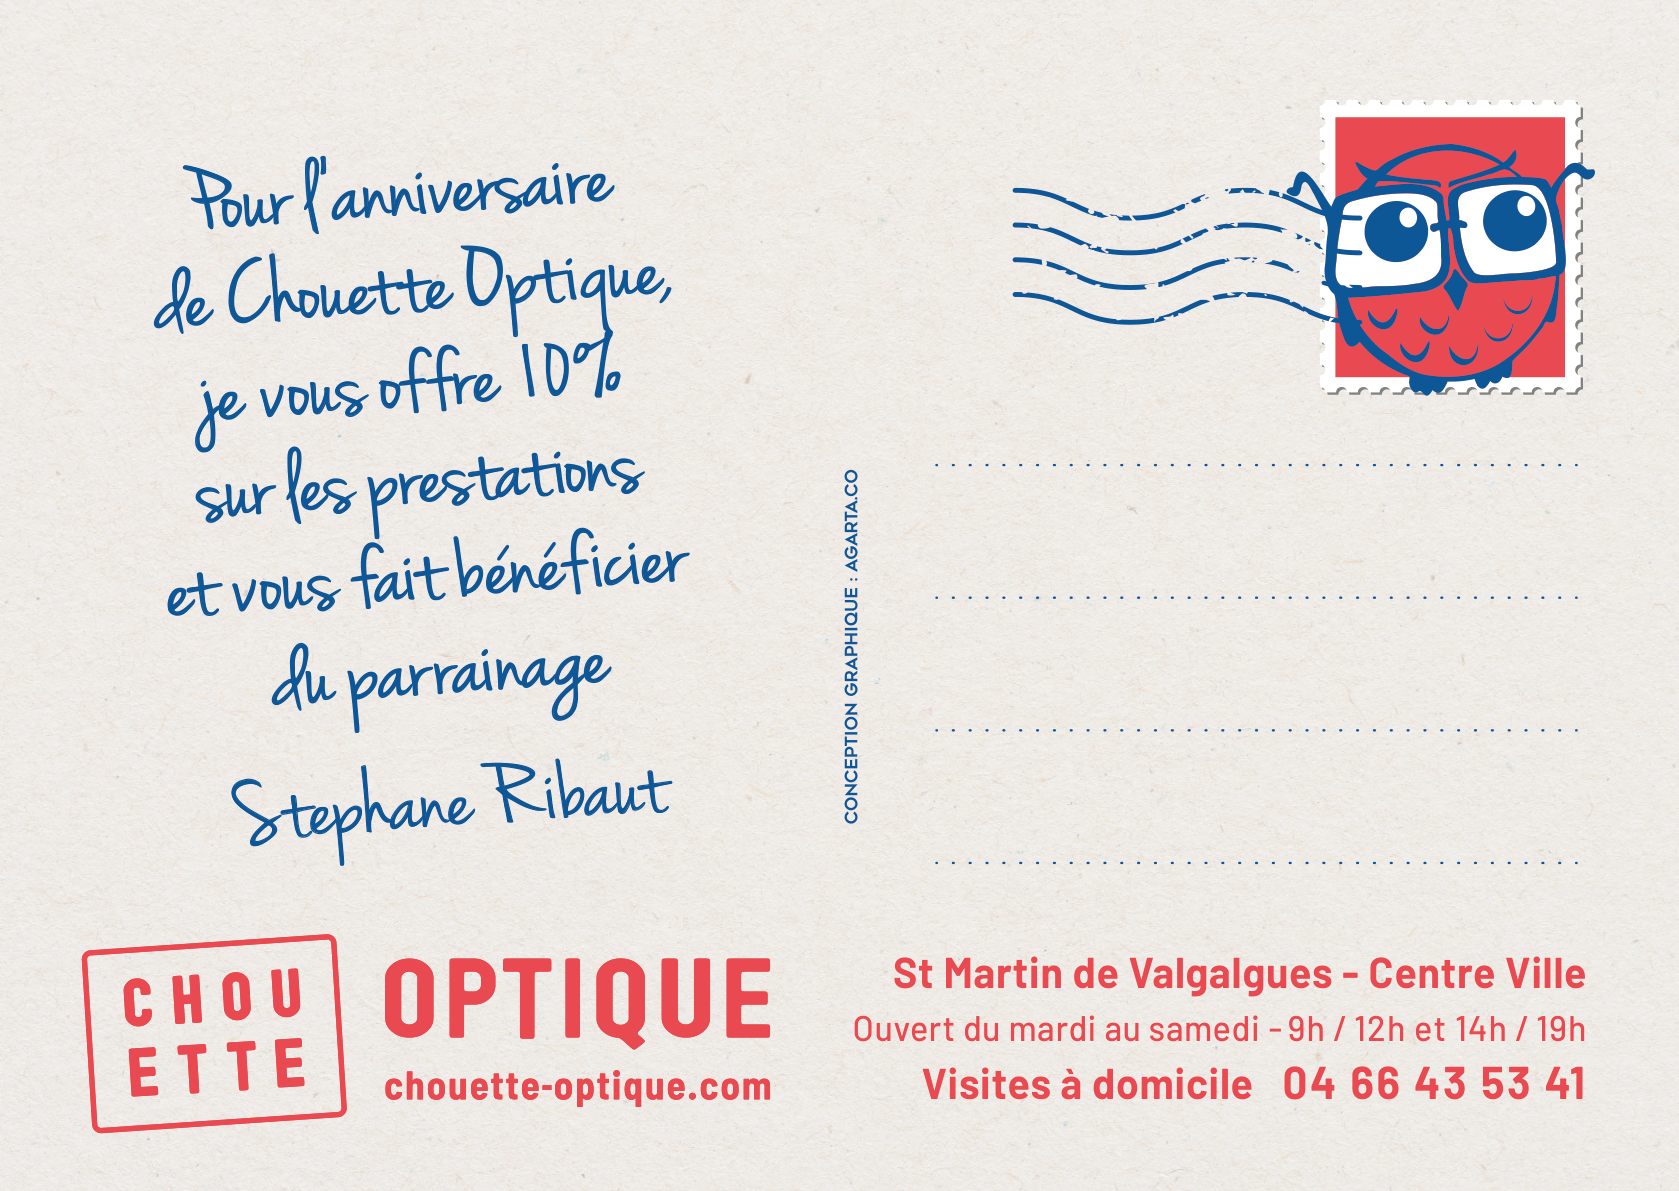 Pour l'anniversaire
de Chouette Optique,
je vous offre 10%
sur les prestations
et vous fait bénéficier
du parrainage
Stephane Ribaut
CONCEPTION GRAPHIQUE : AGARTA.CO
CHOU
ETTE
OPTIQUE
chouette-optique.com
St Martin de Valgalgues - Centre Ville
Ouvert du mardi au samedi - 9h / 12h et 14h / 19h
Visites à domicile 04 66 43 53 41